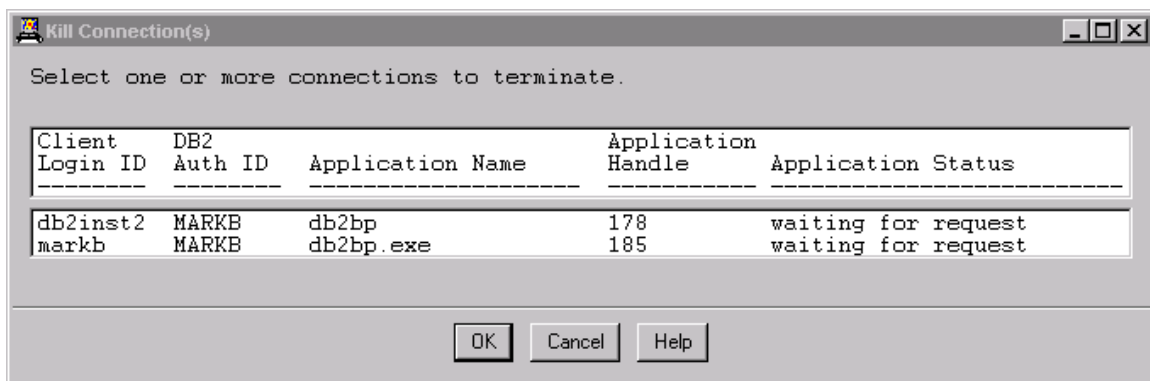 Kill Connection(s)
Select one or more connections to terminate.
Client DB2 Application
Login ID Auth ID Application Name Handle Application Status
-------- -------- -------------------- ----------- --------------------------
db2inst2 MARKB db2bp 178 waiting for request
markb MARKB db2bp.exe 185 waiting for request
OK Cancel Help